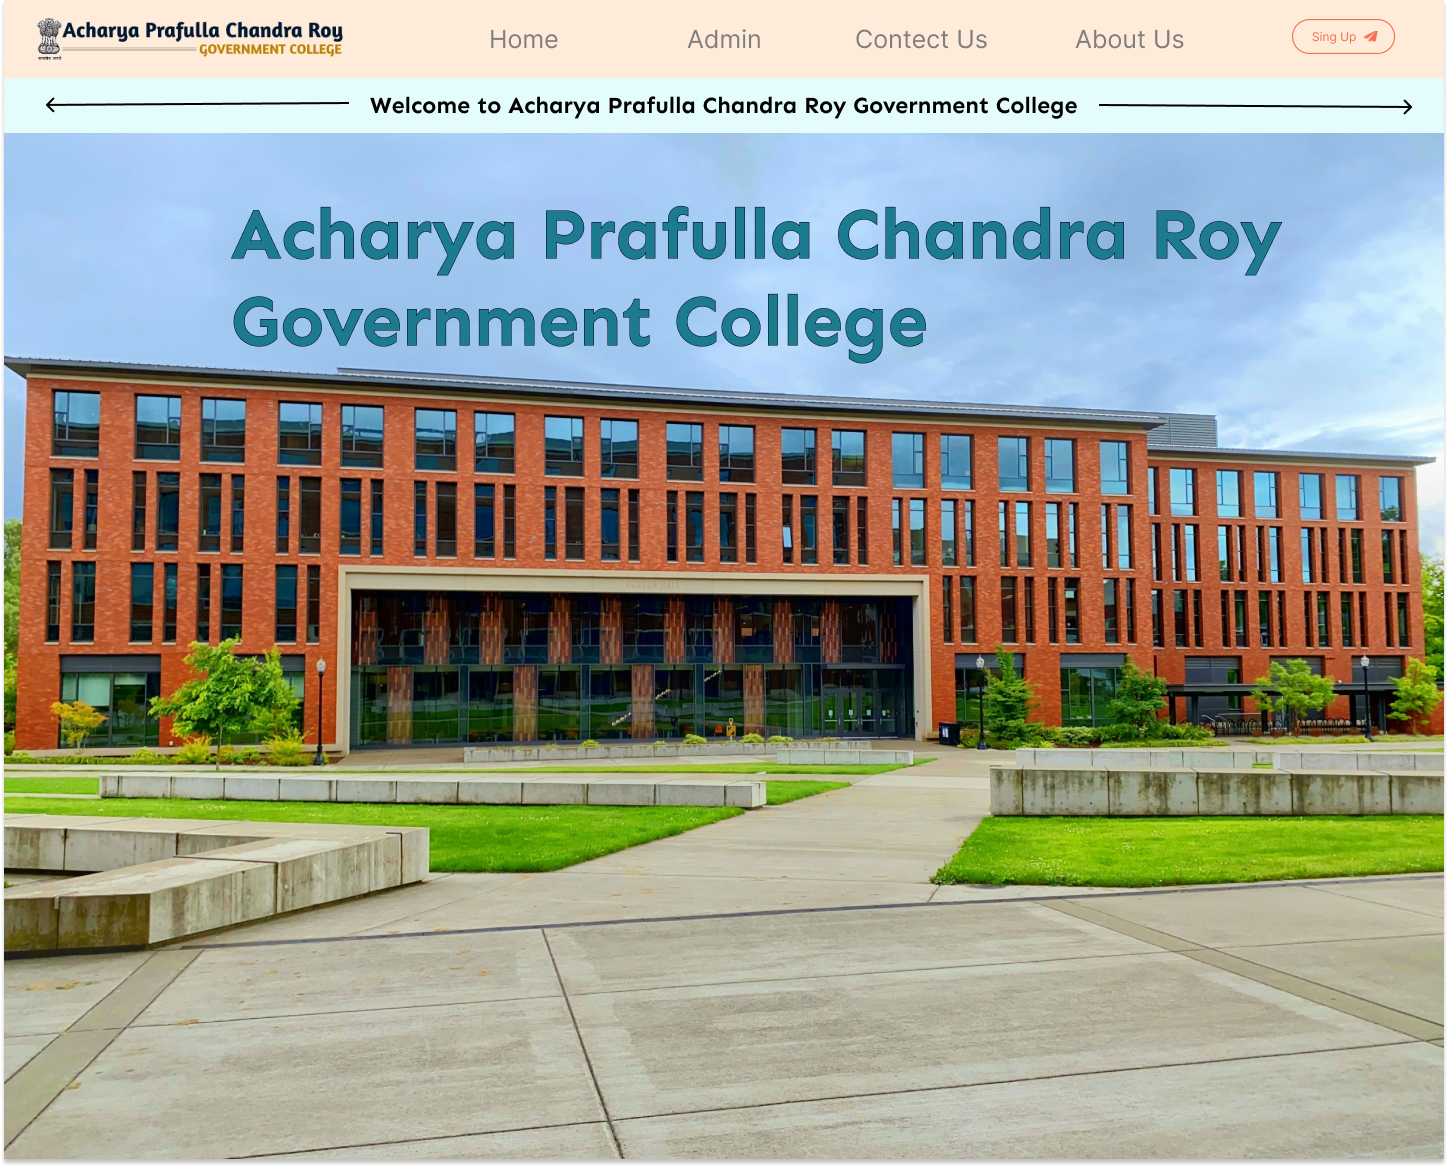 Acharya Prafulla Chandra Roy
GOVERNMENT COLLEGE
Home
Admin
Contect Us
About Us
Sing Up
Welcome to Acharya Prafulla Chandra Roy Government College
Acharya Prafulla Chandra Roy
Government College